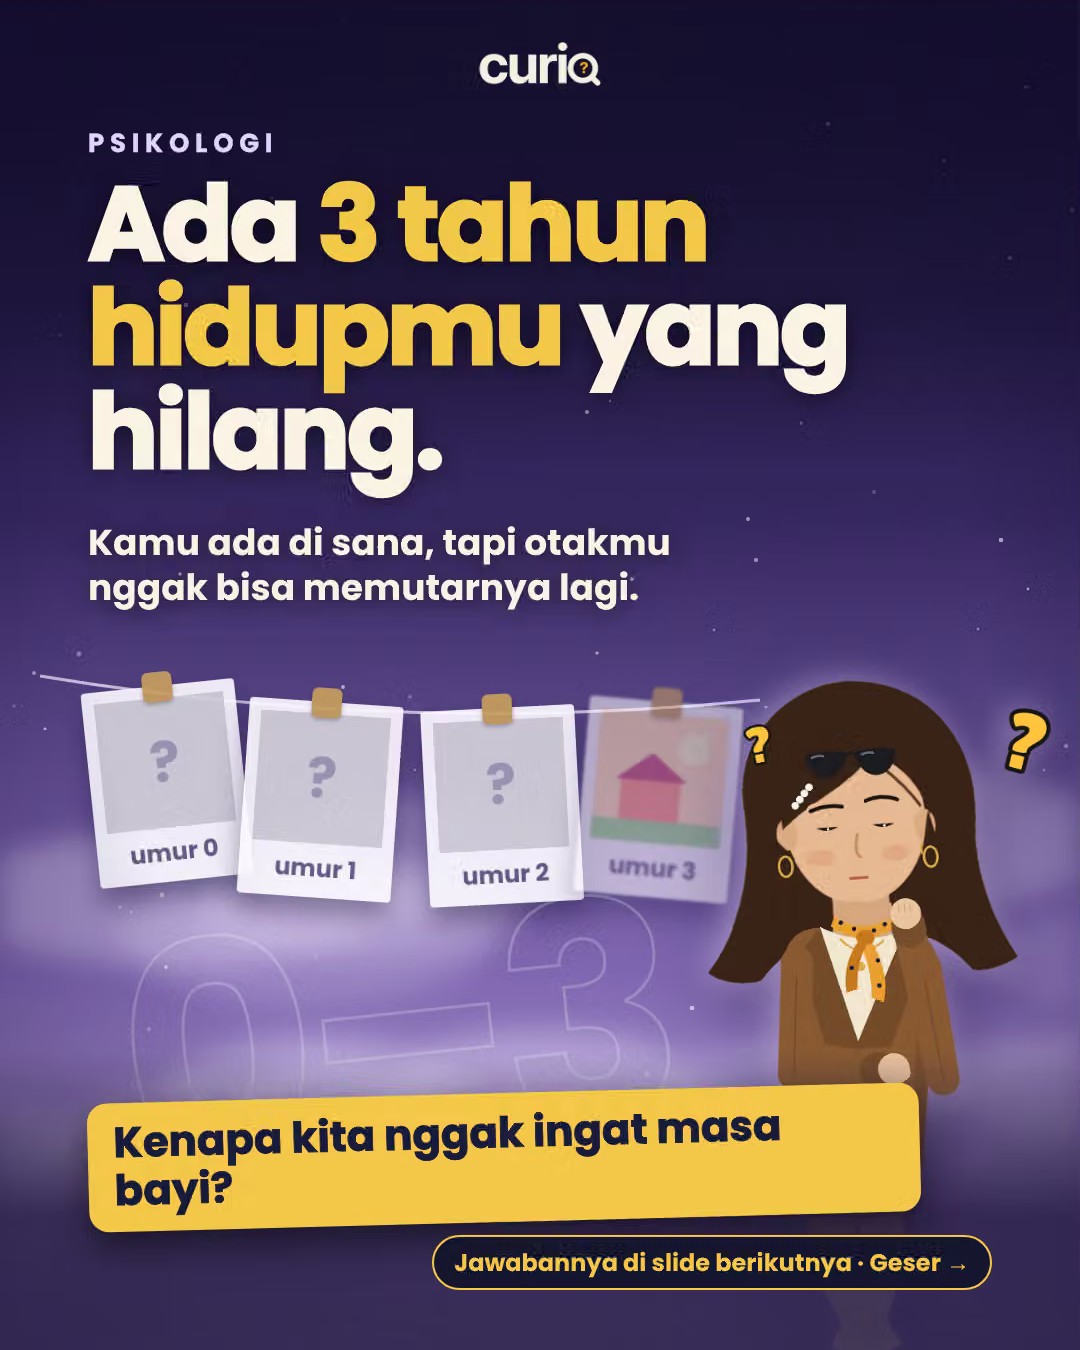 curio?
PSIKOLOGI
Ada 3 tahun
hidupmu yang
hilang.
Kamu ada di sana, tapi otakmu
nggak bisa memutarnya lagi.
? ? ? ? ?
umur 0 umur 1 umur 2 umur 3
0–3
Kenapa kita nggak ingat masa
bayi?
Jawabannya di slide berikutnya · Geser →